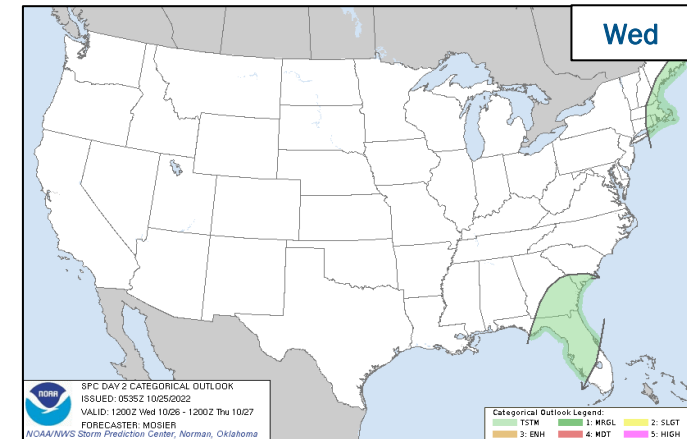 Wed
NOAA
SPC DAY 2 CATEGORICAL OUTLOOK
ISSUED: 0535Z 10/25/2022
VALID: 1200Z Wed 10/26 - 1200Z Thu 10/27
FORECASTER: MOSIER
NOAA/NWS Storm Prediction Center, Norman, Oklahoma
Categorical Outlook Legend:
TSTM 1: MRGL 2: SLGT
3: ENH 4: MDT 5: HIGH